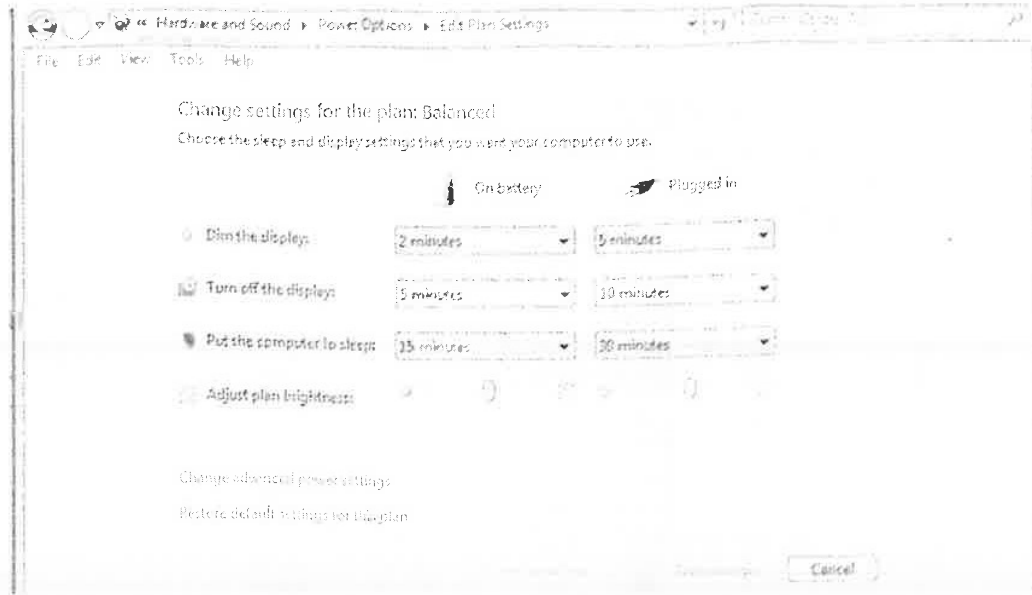 « Hardware and Sound ▸ Power Options ▸ Edit Plan Settings
File Edit View Tools Help
Change settings for the plan: Balanced
Choose the sleep and display settings that you want your computer to use.
On battery Plugged in
Dim the display: 2 minutes 5 minutes
Turn off the display: 5 minutes 10 minutes
Put the computer to sleep: 15 minutes 30 minutes
Adjust plan brightness:
Change advanced power settings
Restore default settings for this plan
Cancel